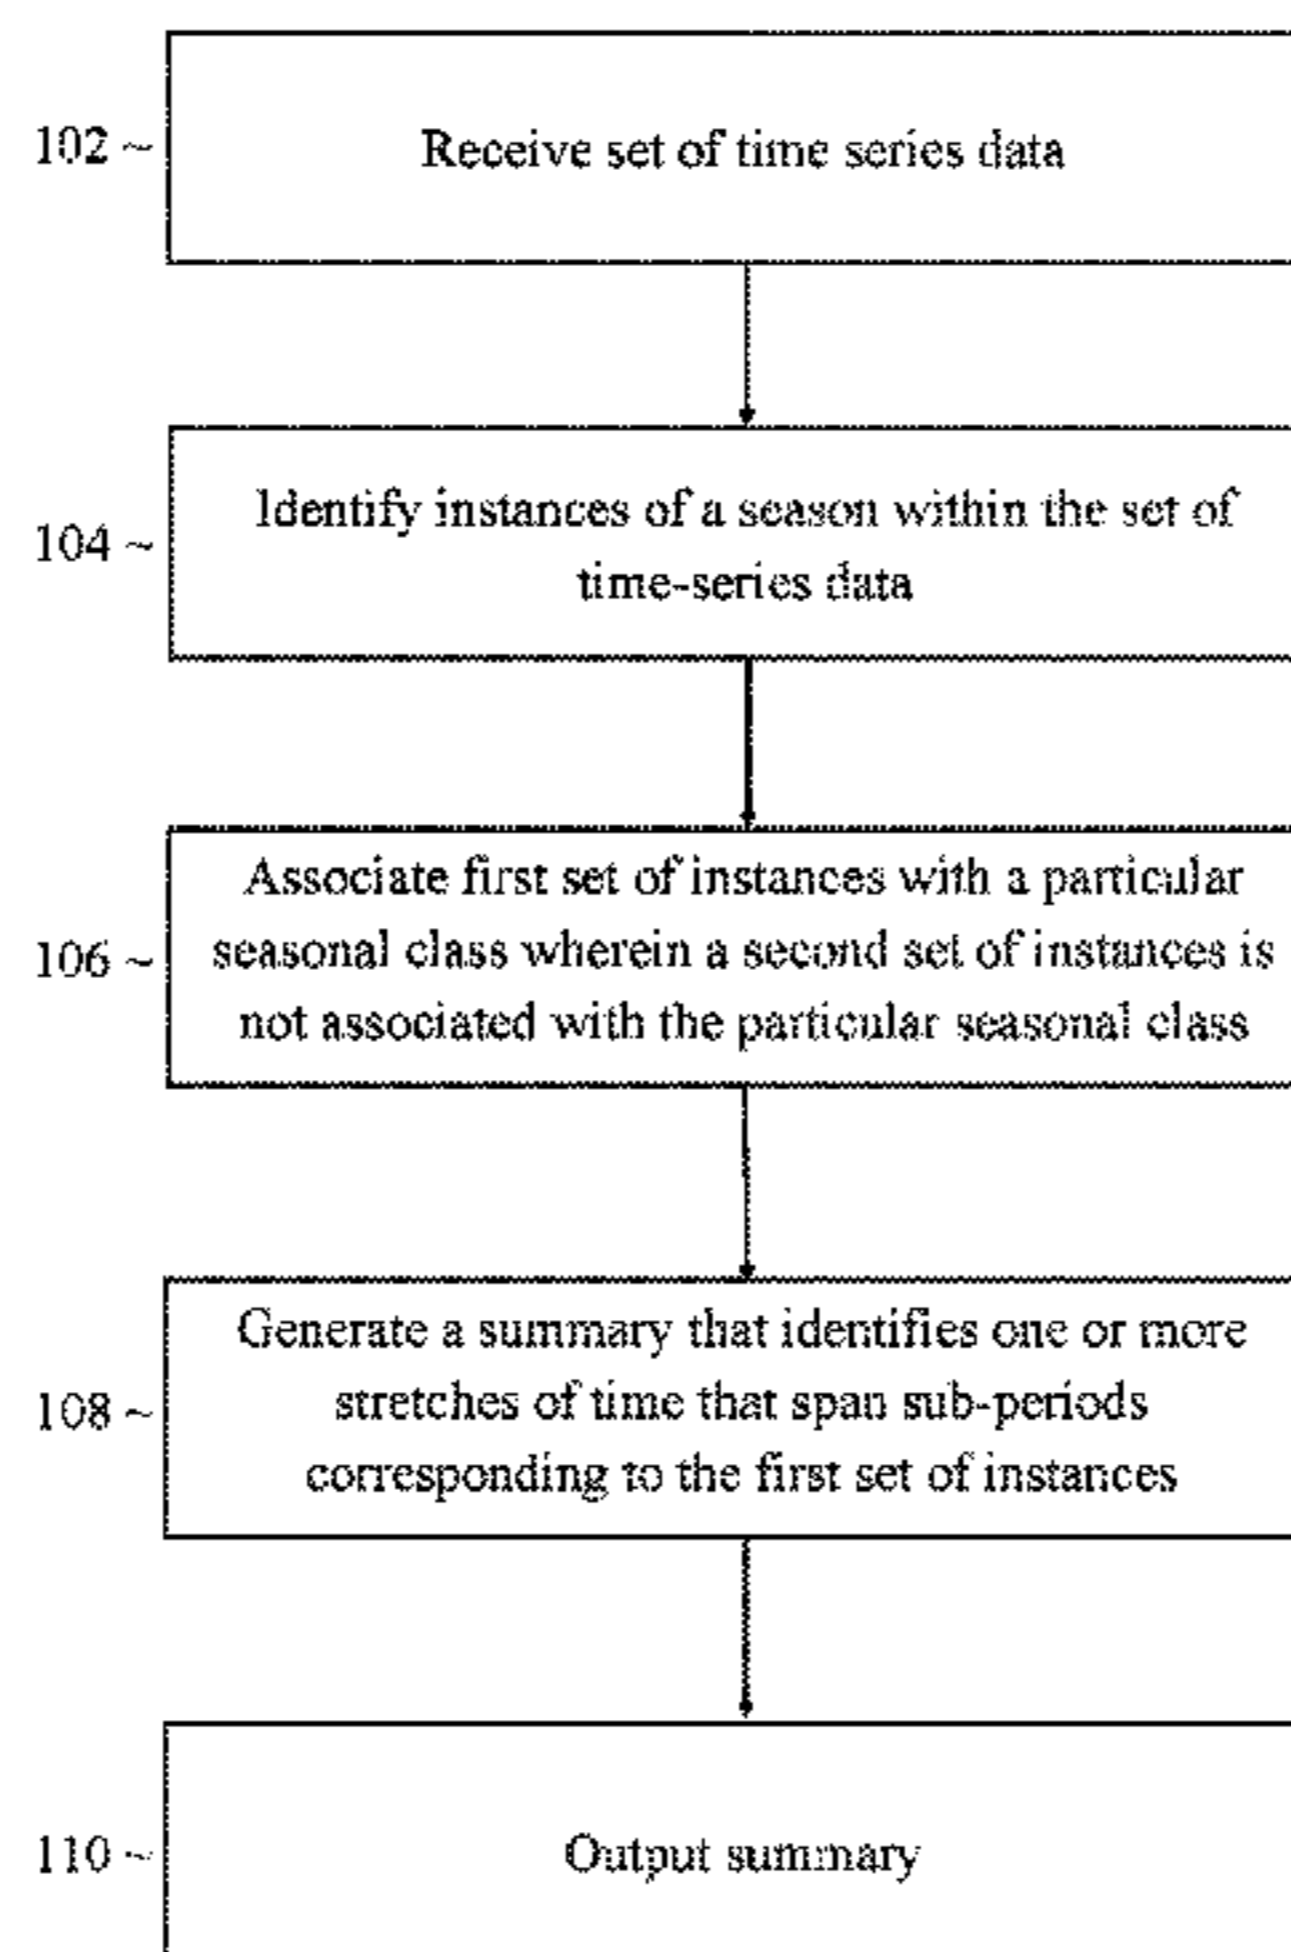 102 ~
Receive set of time series data
104 ~
Identify instances of a season within the set of
time-series data
106 ~
Associate first set of instances with a particular
seasonal class wherein a second set of instances is
not associated with the particular seasonal class
108 ~
Generate a summary that identifies one or more
stretches of time that span sub-periods
corresponding to the first set of instances
110 ~
Output summary